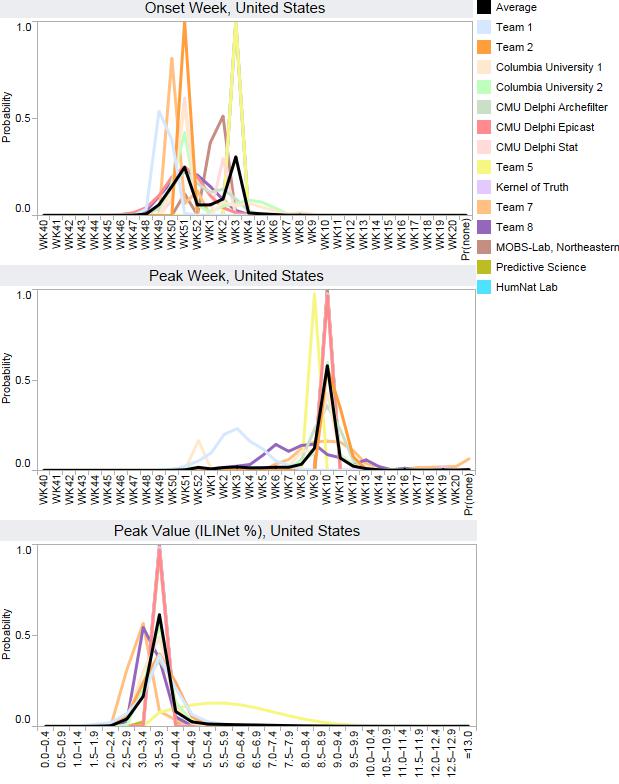 Onset Week, United States
1.0
0.5
0.0
Probability
WK40 WK41 WK42 WK43 WK44 WK45 WK46 WK47 WK48 WK49 WK50 WK51 WK52 WK1 WK2 WK3 WK4 WK5 WK6 WK7 WK8 WK9 WK10 WK11 WK12 WK13 WK14 WK15 WK16 WK17 WK18 WK19 WK20 Pr(none)
Average
Team 1
Team 2
Columbia University 1
Columbia University 2
CMU Delphi Archefilter
CMU Delphi Epicast
CMU Delphi Stat
Team 5
Kernel of Truth
Team 7
Team 8
MOBS-Lab, Northeastern
Predictive Science
HumNat Lab
Peak Week, United States
1.0
0.5
0.0
Probability
WK40 WK41 WK42 WK43 WK44 WK45 WK46 WK47 WK48 WK49 WK50 WK51 WK52 WK1 WK2 WK3 WK4 WK5 WK6 WK7 WK8 WK9 WK10 WK11 WK12 WK13 WK14 WK15 WK16 WK17 WK18 WK19 WK20 Pr(none)
Peak Value (ILINet %), United States
1.0
0.5
0.0
Probability
0.0–0.4 0.5–0.9 1.0–1.4 1.5–1.9 2.0–2.4 2.5–2.9 3.0–3.4 3.5–3.9 4.0–4.4 4.5–4.9 5.0–5.4 5.5–5.9 6.0–6.4 6.5–6.9 7.0–7.4 7.5–7.9 8.0–8.4 8.5–8.9 9.0–9.4 9.5–9.9 10.0–10.4 10.5–10.9 11.0–11.4 11.5–11.9 12.0–12.4 12.5–12.9 =13.0